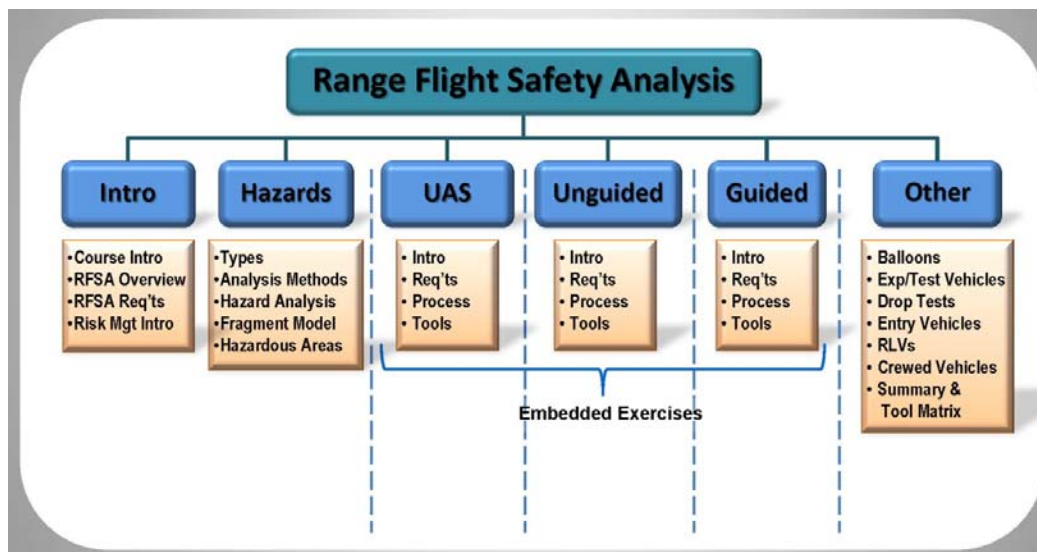 Range Flight Safety Analysis
Intro
•Course Intro
•RFSA Overview
•RFSA Req'ts
•Risk Mgt Intro
Hazards
•Types
•Analysis Methods
•Hazard Analysis
•Fragment Model
•Hazardous Areas
UAS
• Intro
• Req'ts
• Process
• Tools
Unguided
• Intro
• Req'ts
• Process
• Tools
Guided
• Intro
• Req'ts
• Process
• Tools
Embedded Exercises
Other
• Balloons
• Exp/Test Vehicles
• Drop Tests
• Entry Vehicles
• RLVs
• Crewed Vehicles
• Summary &
Tool Matrix